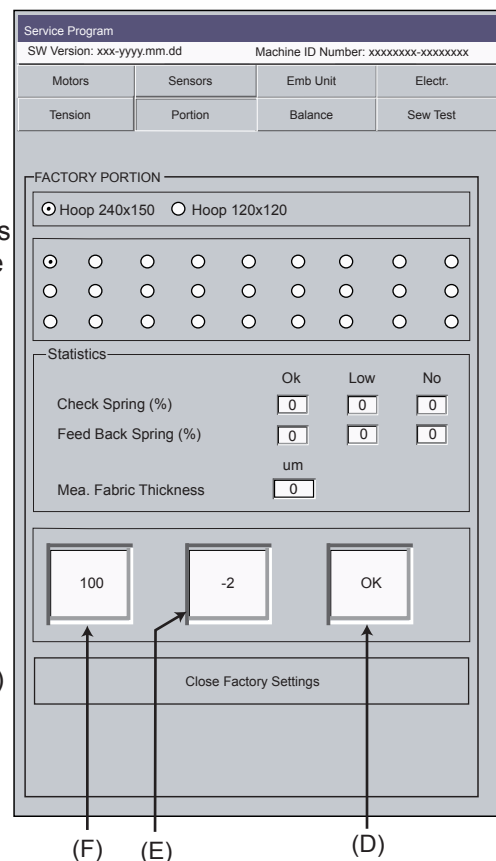 Service Program
SW Version: xxx-yyyy.mm.dd Machine ID Number: xxxxxxxx-xxxxxxxx
Motors Sensors Emb Unit Electr.
Tension Portion Balance Sew Test
FACTORY PORTION
Hoop 240x150 Hoop 120x120
Statistics
Ok Low No
Check Spring (%) 0 0 0
Feed Back Spring (%) 0 0 0
um
Mea. Fabric Thickness 0
100 -2 OK
Close Factory Settings
(F) (E) (D)